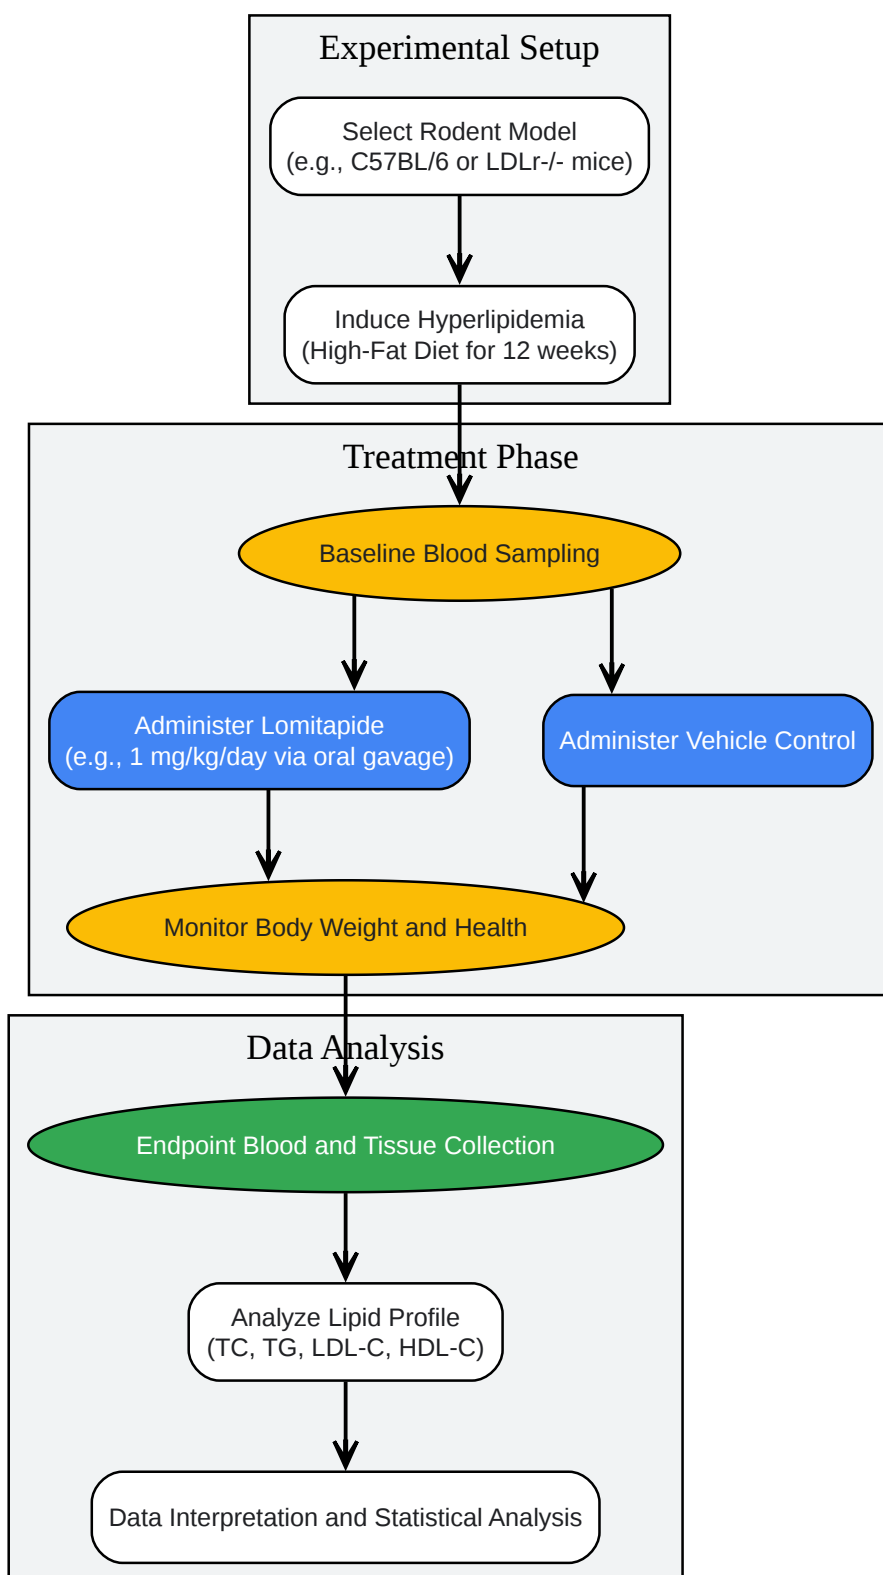 Experimental Setup
Select Rodent Model
(e.g., C57BL/6 or LDLr-/- mice)
Induce Hyperlipidemia
(High-Fat Diet for 12 weeks)
Treatment Phase
Baseline Blood Sampling
Administer Lomitapide
(e.g., 1 mg/kg/day via oral gavage)
Administer Vehicle Control
Monitor Body Weight and Health
Data Analysis
Endpoint Blood and Tissue Collection
Analyze Lipid Profile
(TC, TG, LDL-C, HDL-C)
Data Interpretation and Statistical Analysis